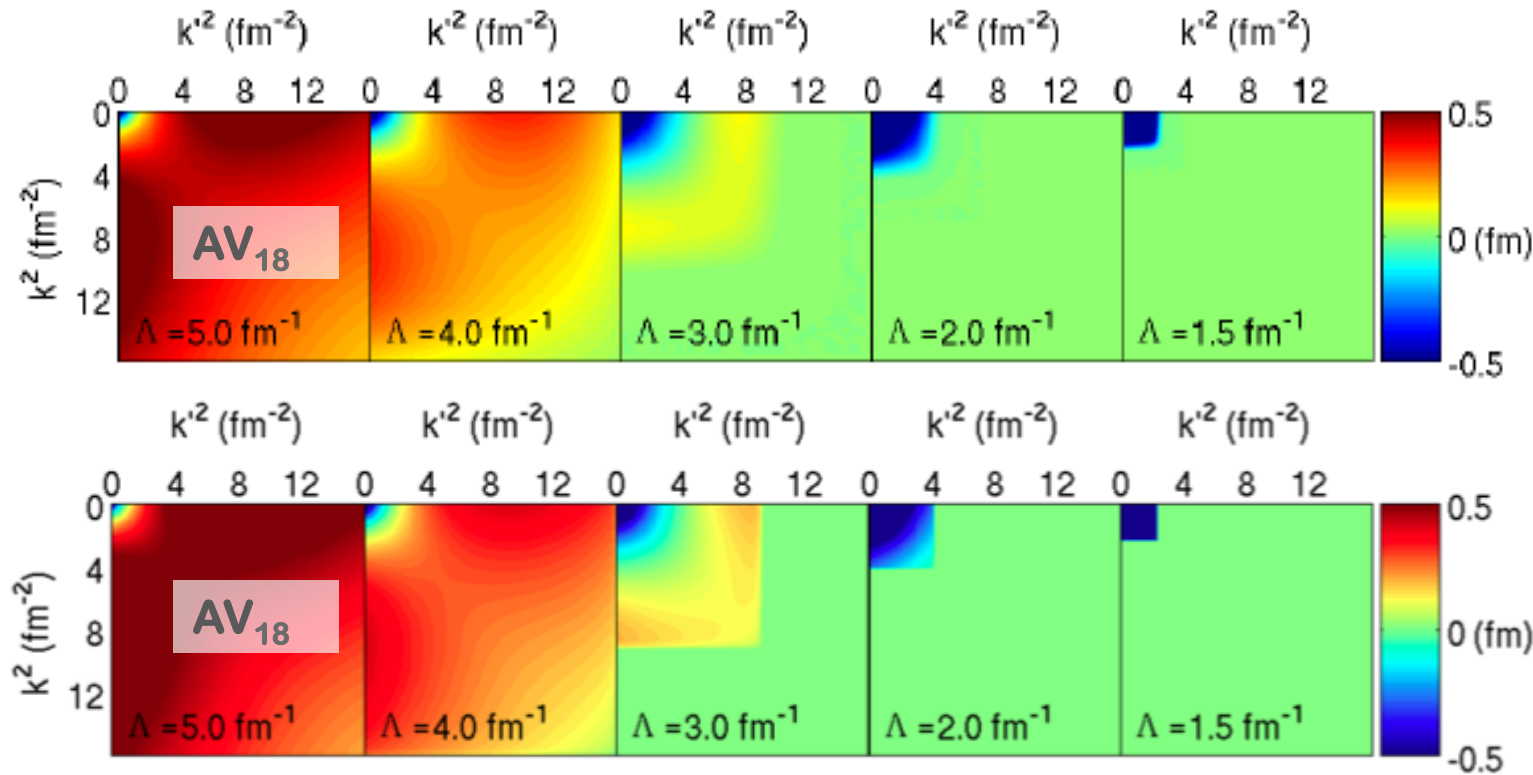 k'² (fm⁻²) k'² (fm⁻²) k'² (fm⁻²) k'² (fm⁻²) k'² (fm⁻²)
0 4 8 12 0 4 8 12 0 4 8 12 0 4 8 12 0 4 8 12
k² (fm⁻²)
0
4
8
12
AV₁₈
Λ =5.0 fm⁻¹ Λ =4.0 fm⁻¹ Λ =3.0 fm⁻¹ Λ =2.0 fm⁻¹ Λ =1.5 fm⁻¹
0.5
0 (fm)
-0.5
k'² (fm⁻²) k'² (fm⁻²) k'² (fm⁻²) k'² (fm⁻²) k'² (fm⁻²)
0 4 8 12 0 4 8 12 0 4 8 12 0 4 8 12 0 4 8 12
k² (fm⁻²)
0
4
8
12
AV₁₈
Λ =5.0 fm⁻¹ Λ =4.0 fm⁻¹ Λ =3.0 fm⁻¹ Λ =2.0 fm⁻¹ Λ =1.5 fm⁻¹
0.5
0 (fm)
-0.5